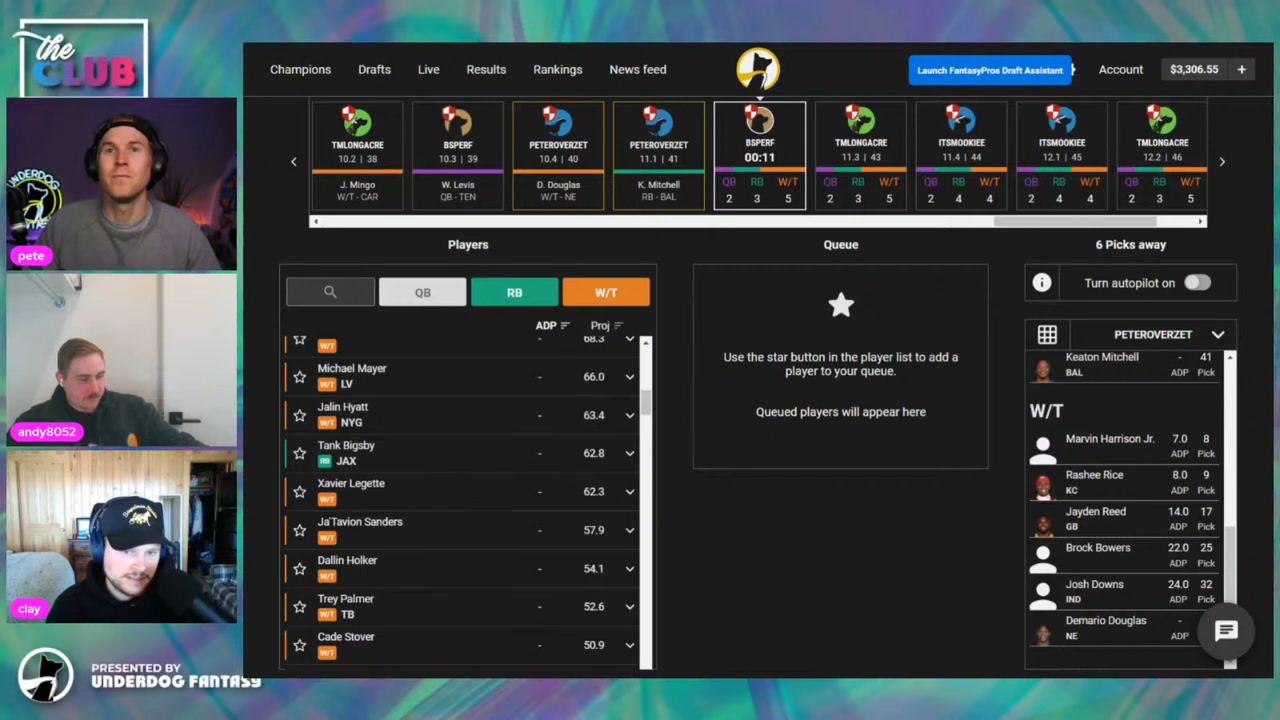 the
CLUB
Champions
Drafts
Live
Results
Rankings
News feed
Launch FantasyPros Draft Assistant
Account
$3,306.55
+
TMLONGACRE
10.2 | 38
J. Mingo
W/T - CAR
BSPERF
10.3 | 39
W. Levis
QB - TEN
PETEROVERZET
10.4 | 40
D. Douglas
W/T - NE
PETEROVERZET
11.1 | 41
K. Mitchell
RB - BAL
BSPERF
00:11
QB RB W/T
2 3 5
TMLONGACRE
11.3 | 43
QB RB W/T
2 3 5
ITSMOOKIEE
11.4 | 44
QB RB W/T
2 4 4
ITSMOOKIEE
12.1 | 45
QB RB W/T
2 4 4
TMLONGACRE
12.2 | 46
QB RB W/T
2 3 5
Players
QB
RB
W/T
ADP
Proj
W/T
- 68.3
Michael Mayer
W/T LV
- 66.0
Jalin Hyatt
W/T NYG
- 63.4
Tank Bigsby
RB JAX
- 62.8
Xavier Legette
W/T
- 62.3
Ja'Tavion Sanders
W/T
- 57.9
Dallin Holker
W/T
- 54.1
Trey Palmer
W/T TB
- 52.6
Cade Stover
W/T
- 50.9
Queue
Use the star button in the player list to add a
player to your queue.
Queued players will appear here
6 Picks away
Turn autopilot on
PETEROVERZET
Keaton Mitchell - 41
BAL ADP Pick
W/T
Marvin Harrison Jr. 7.0 8
ADP Pick
Rashee Rice 8.0 9
KC ADP Pick
Jayden Reed 14.0 17
GB ADP Pick
Brock Bowers 22.0 25
ADP Pick
Josh Downs 24.0 32
IND ADP Pick
Demario Douglas -
NE ADP
UNDERDOG
pete
andy8052
clay
PRESENTED BY
UNDERDOG FANTASY